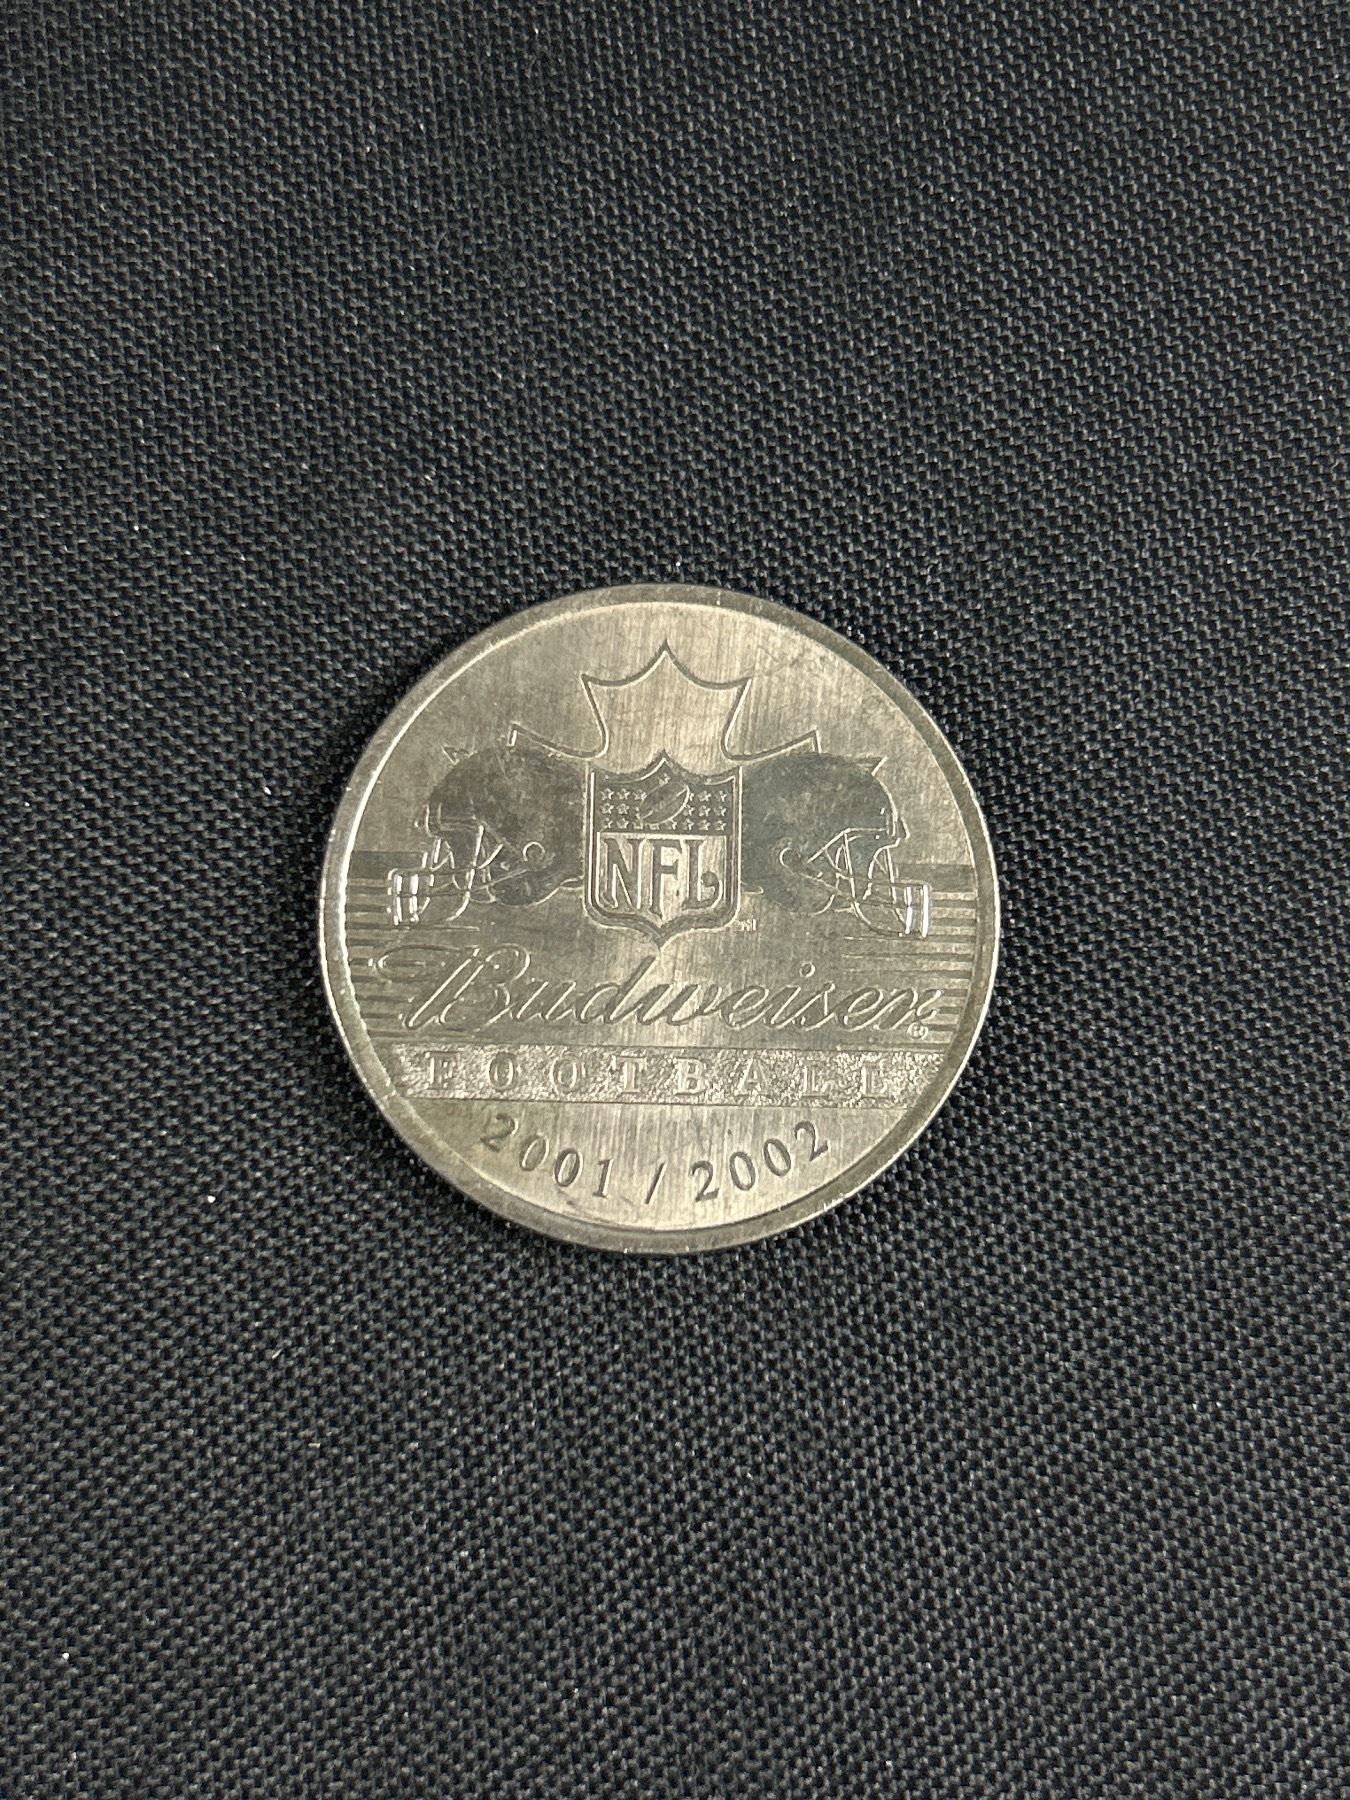 NFL
Budweiser
FOOTBALL
2001 / 2002